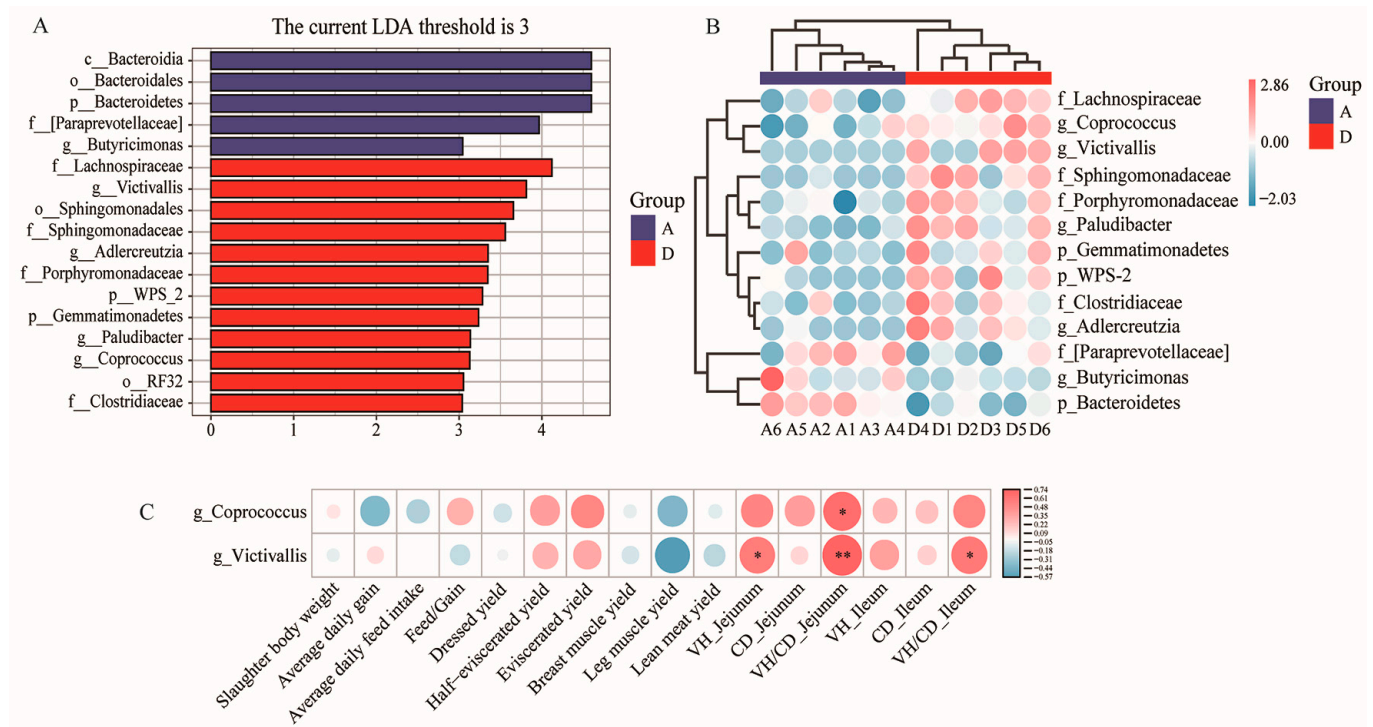 A
The current LDA threshold is 3
c__Bacteroidia
o__Bacteroidales
p__Bacteroidetes
f__[Paraprevotellaceae]
g__Butyricimonas
f__Lachnospiraceae
g__Victivallis
o__Sphingomonadales
f__Sphingomonadaceae
g__Adlercreutzia
f__Porphyromonadaceae
p__WPS_2
p__Gemmatimonadetes
g__Paludibacter
g__Coprococcus
o__RF32
f__Clostridiaceae
0 1 2 3 4
Group
A
D
B
f_Lachnospiraceae
g_Coprococcus
g_Victivallis
f_Sphingomonadaceae
f_Porphyromonadaceae
g_Paludibacter
p_Gemmatimonadetes
p_WPS-2
f_Clostridiaceae
g_Adlercreutzia
f_[Paraprevotellaceae]
g_Butyricimonas
p_Bacteroidetes
A6 A5 A2 A1 A3 A4 D4 D1 D2 D3 D5 D6
2.86
0.00
−2.03
Group
A
D
C
g_Coprococcus
*
g_Victivallis
* ** *
Slaughter body weight
Average daily gain
Average daily feed intake
Feed/Gain
Dressed yield
Half−eviscerated yield
Eviscerated yield
Breast muscle yield
Leg muscle yield
Lean meat yield
VH_Jejunum
CD_Jejunum
VH/CD_Jejunum
VH_Ileum
CD_Ileum
VH/CD_Ileum
0.74
0.61
0.48
0.35
0.22
0.09
−0.05
−0.18
−0.31
−0.44
−0.57